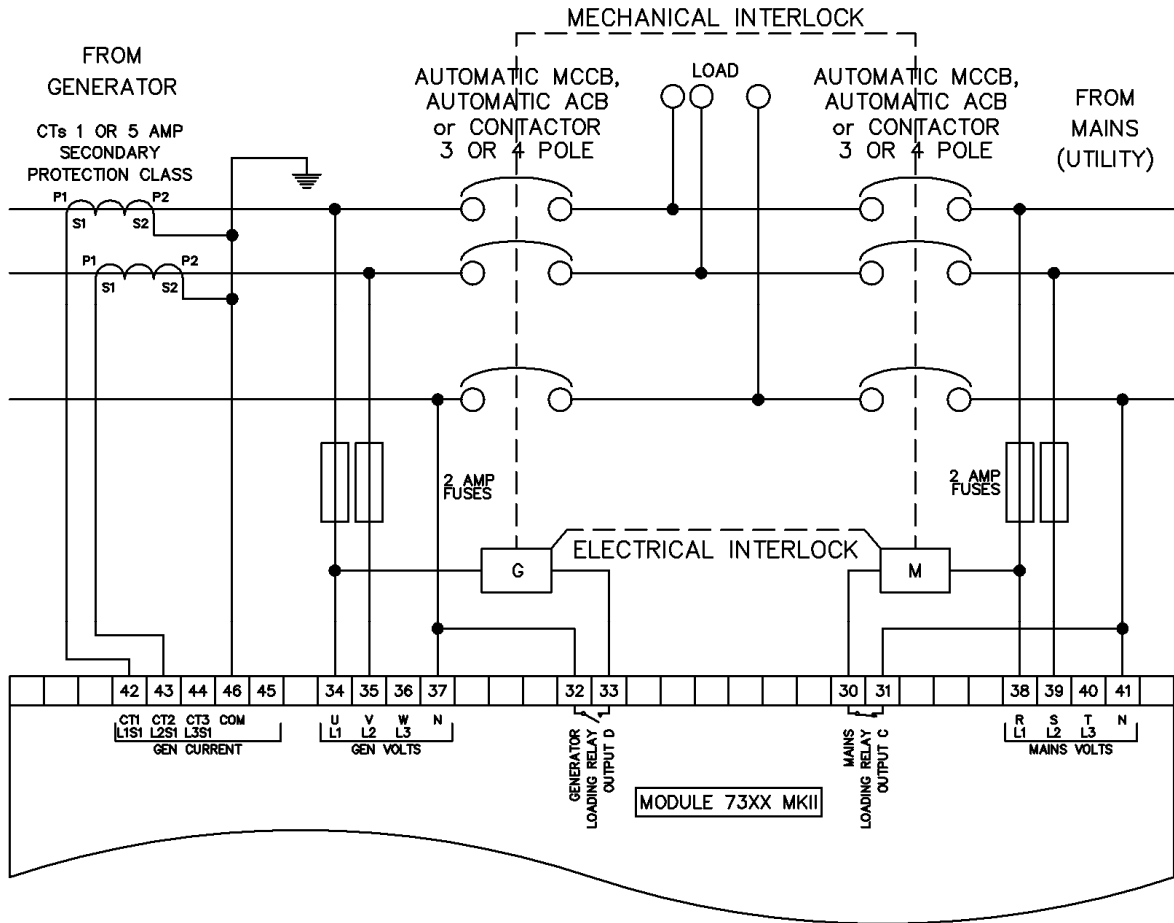 MECHANICAL INTERLOCK
FROM
GENERATOR
CTs 1 OR 5 AMP
SECONDARY
PROTECTION CLASS
AUTOMATIC MCCB,
AUTOMATIC ACB
or CONTACTOR
3 OR 4 POLE
LOAD
AUTOMATIC MCCB,
AUTOMATIC ACB
or CONTACTOR
3 OR 4 POLE
FROM
MAINS
(UTILITY)
P1 P2
S1 S2
P1 P2
S1 S2
2 AMP
FUSES
2 AMP
FUSES
ELECTRICAL INTERLOCK
G
M
42 43 44 46 45 34 35 36 37 32 33 30 31 38 39 40 41
CT1 CT2 CT3 COM
L1S1 L2S1 L3S1
GEN CURRENT
U V W N
L1 L2 L3
GEN VOLTS
GENERATOR
LOADING RELAY
OUTPUT D
MAINS
LOADING RELAY
OUTPUT C
R S T N
L1 L2 L3
MAINS VOLTS
MODULE 73XX MKII